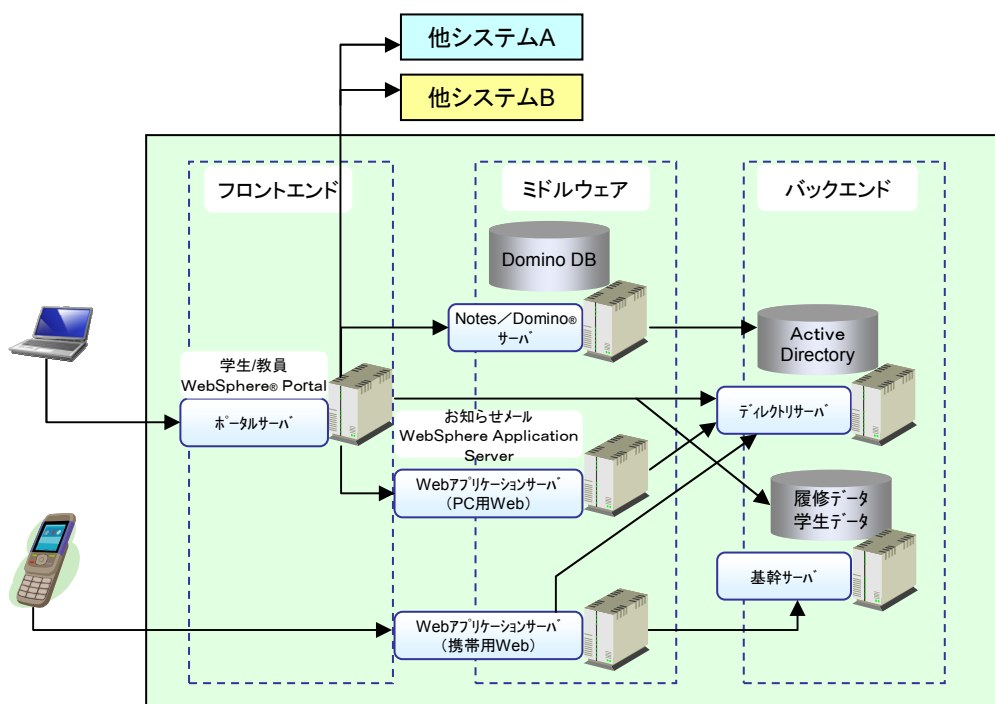 他システムA
他システムB
フロントエンド
ミドルウェア
バックエンド
Domino DB
Notes／Domino®
サーバ
Active
Directory
学生/教員
WebSphere® Portal
ポータルサーバ
ディレクトリサーバ
お知らせメール
WebSphere Application
Server
Webアプリケーションサーバ
（PC用Web）
履修データ
学生データ
基幹サーバ
Webアプリケーションサーバ
（携帯用Web）